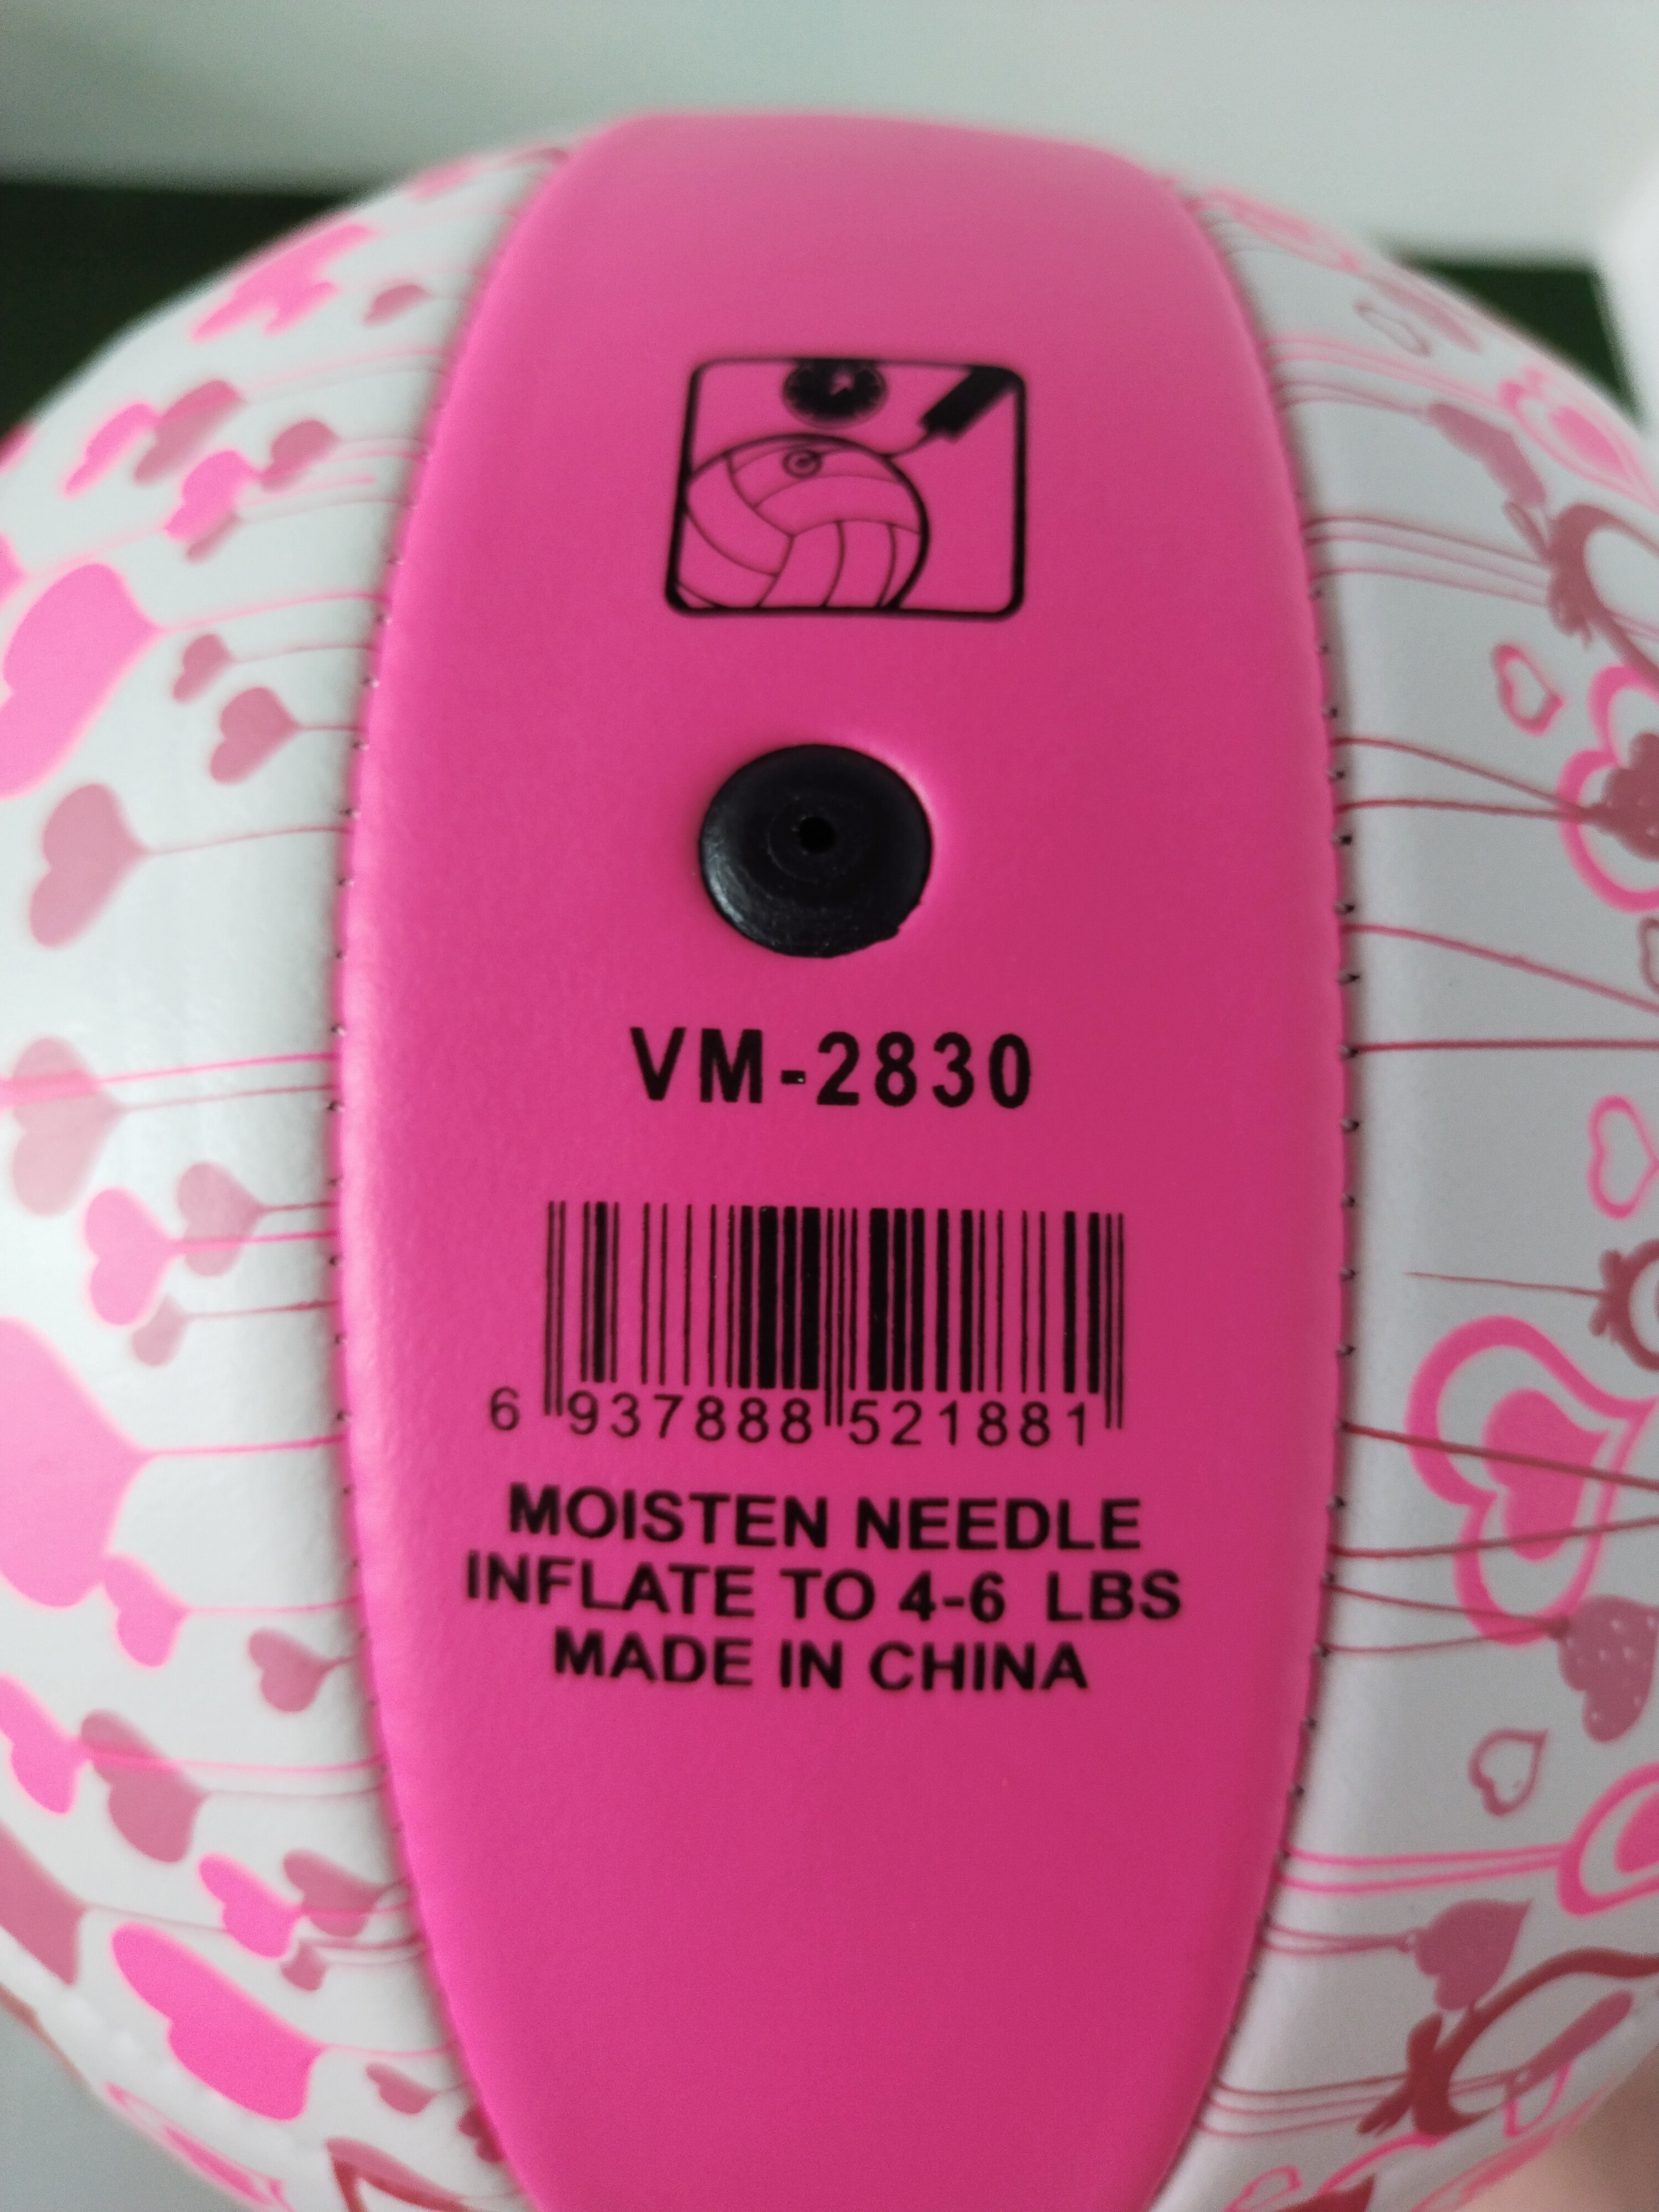 VM-2830
6 937888 521881
MOISTEN NEEDLE
INFLATE TO 4-6 LBS
MADE IN CHINA